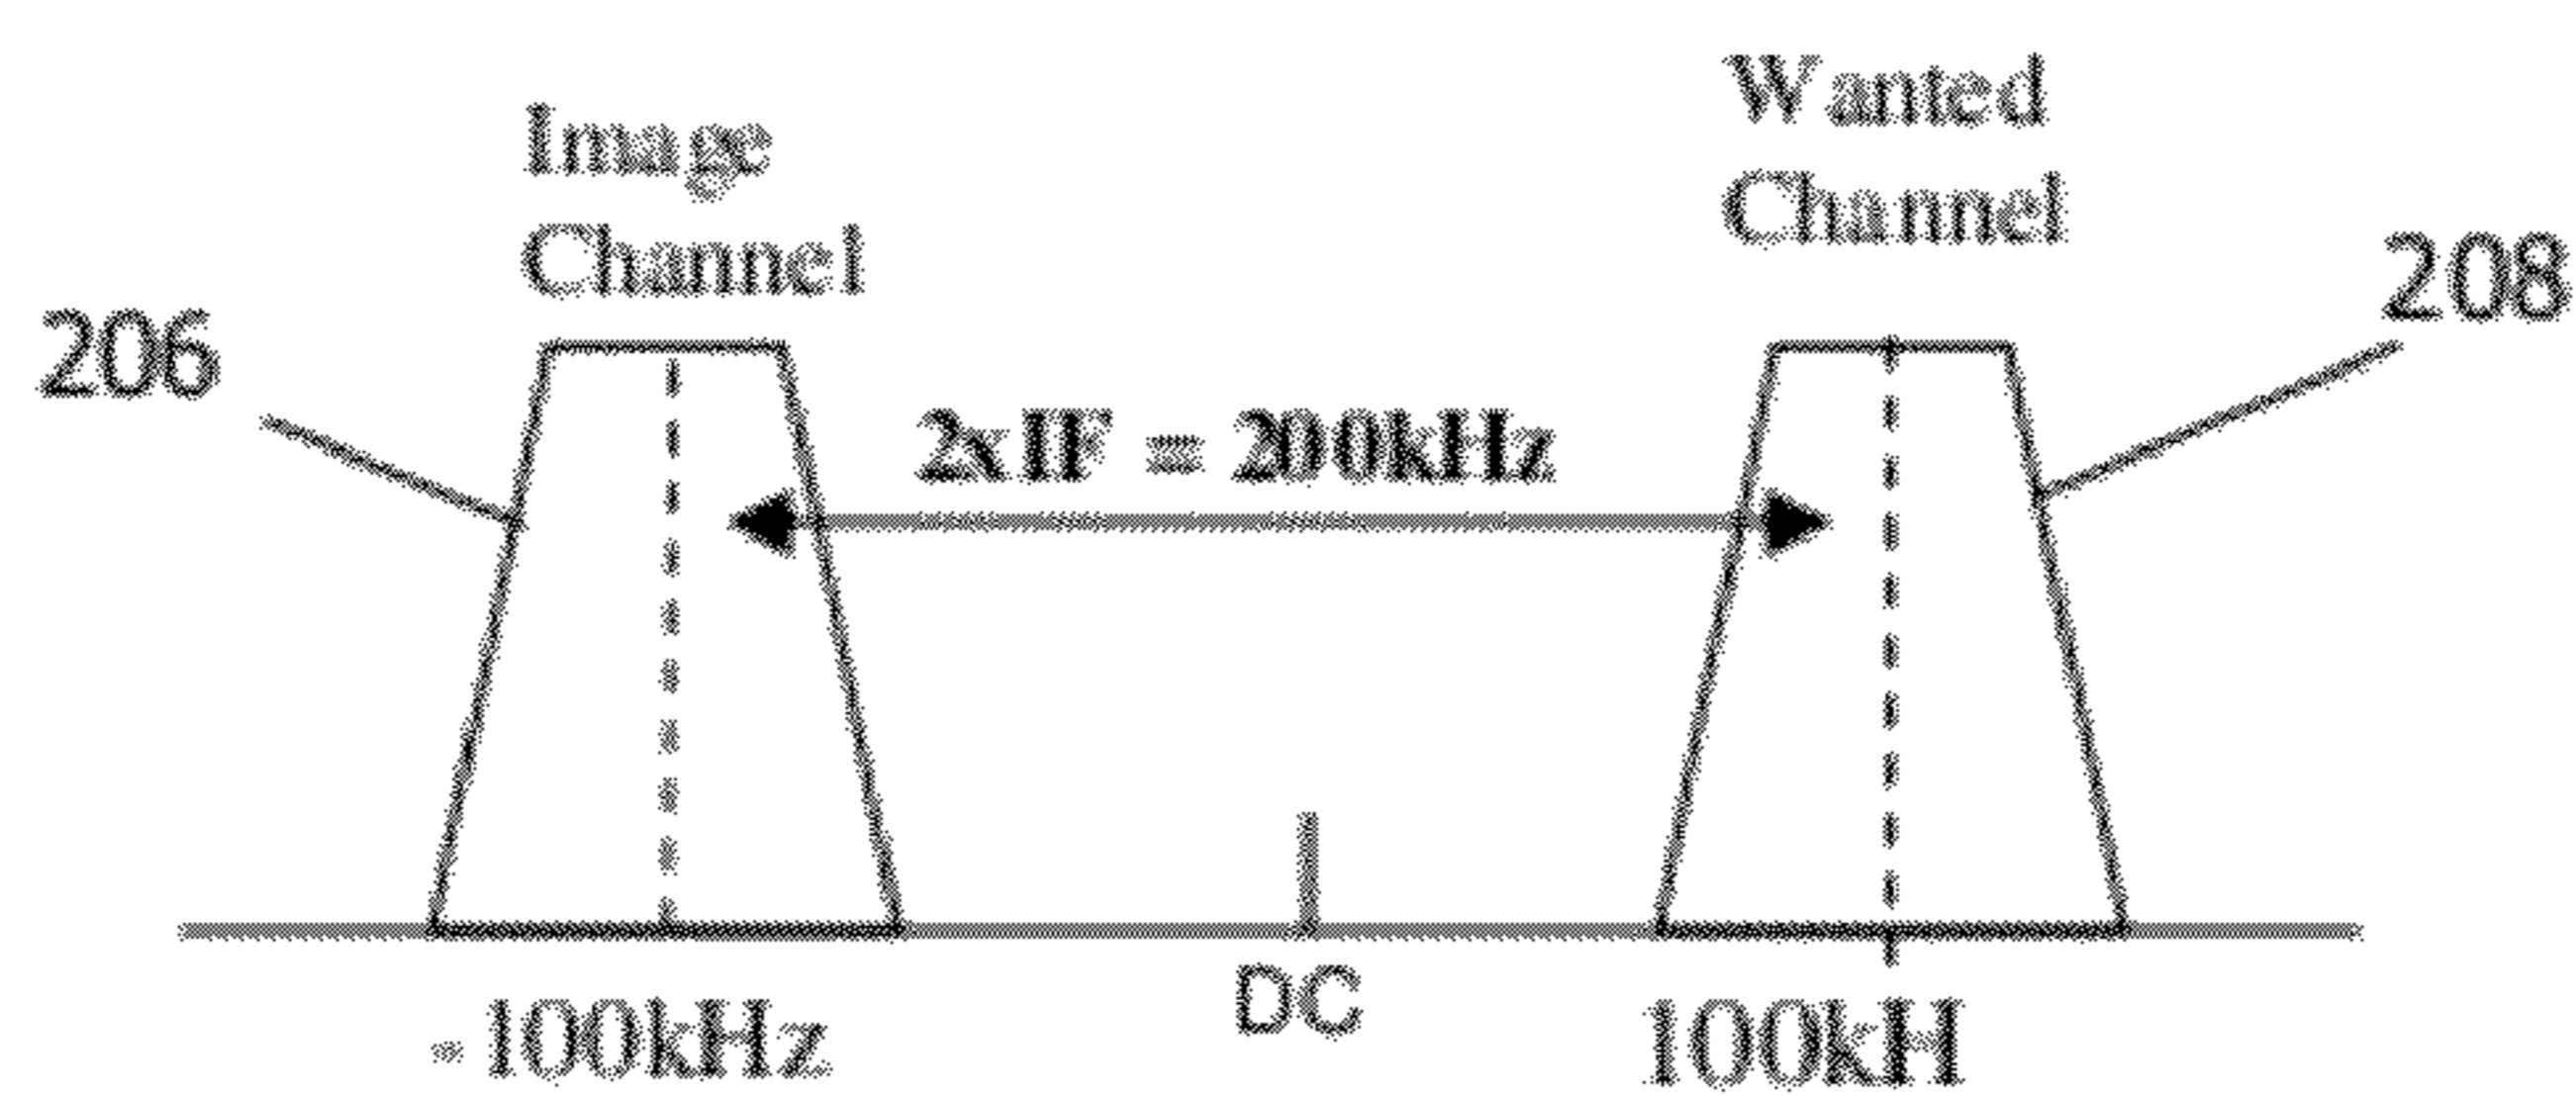 Image
Channel
Wanted
Channel
206
208
2xIF = 200kHz
-100kHz
DC
100kH